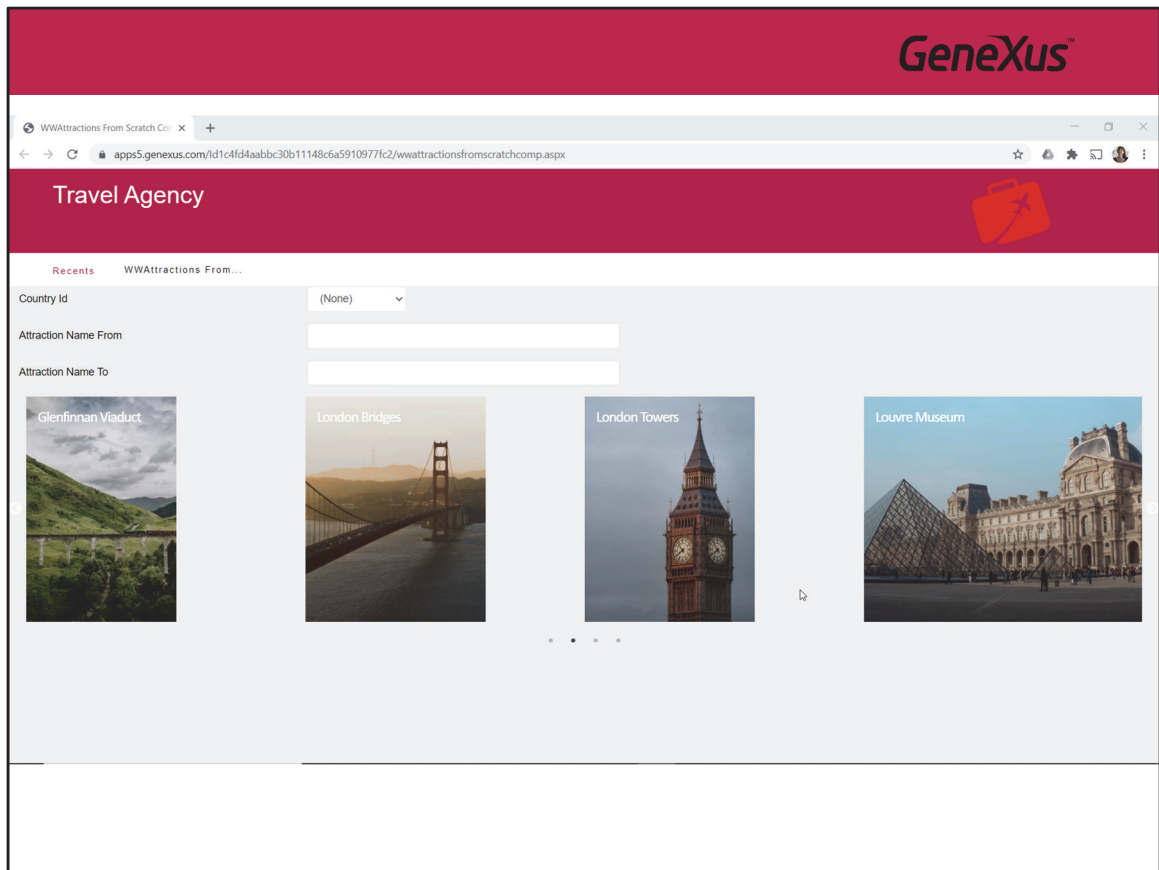 GeneXus™
WWAttractions From Scratch Co
apps5.genexus.com/Id1c4fd4aabbc30b11148c6a5910977fc2/wwattractionsfromscratchcomp.aspx
Travel Agency
Recents WWAttractions From...
Country Id (None)
Attraction Name From
Attraction Name To
Glenfinnan Viaduct London Bridges London Towers Louvre Museum